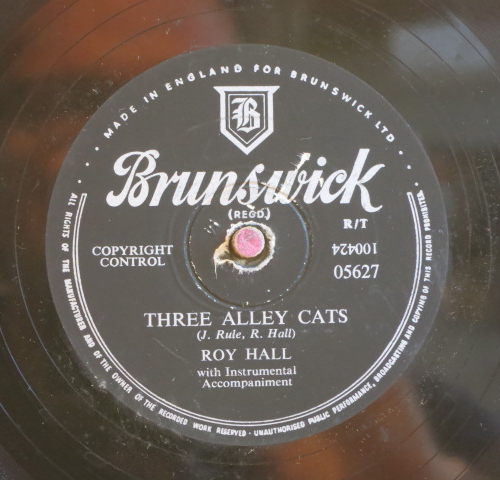 MADE IN ENGLAND FOR BRUNSWICK LTD.
B
Brunswick
(REGD.)
R/T
COPYRIGHT
CONTROL
100424
05627
THREE ALLEY CATS
(J. Rule, R. Hall)
ROY HALL
with Instrumental
Accompaniment
ALL RIGHTS OF THE MANUFACTURER AND OF THE OWNER OF THE RECORDED WORK RESERVED · UNAUTHORISED PUBLIC PERFORMANCE, BROADCASTING AND COPYING OF THIS RECORD PROHIBITED.